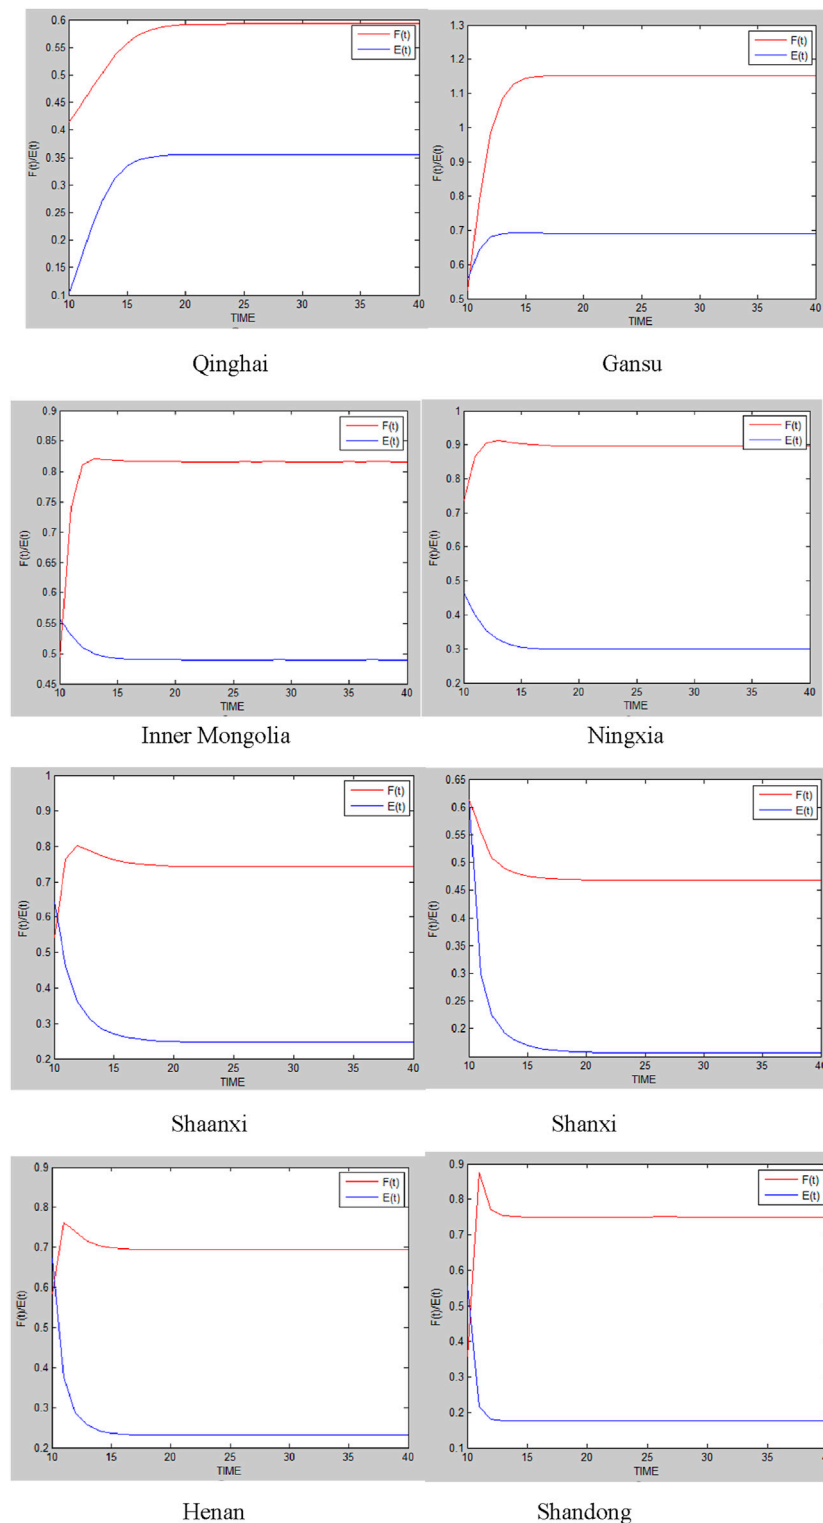 0.6
0.55
0.5
0.45
0.4
0.35
0.3
0.25
0.2
0.15
0.1
F(t)/E(t)
10 15 20 25 30 35 40
TIME
F(t)
E(t)
Qinghai
1.3
1.2
1.1
1
0.9
0.8
0.7
0.6
0.5
F(t)/E(t)
10 15 20 25 30 35 40
TIME
F(t)
E(t)
Gansu
0.9
0.85
0.8
0.75
0.7
0.65
0.6
0.55
0.5
0.45
F(t)/E(t)
10 15 20 25 30 35 40
TIME
F(t)
E(t)
Inner Mongolia
1
0.9
0.8
0.7
0.6
0.5
0.4
0.3
0.2
F(t)/E(t)
10 15 20 25 30 35 40
TIME
F(t)
E(t)
Ningxia
1
0.9
0.8
0.7
0.6
0.5
0.4
0.3
0.2
F(t)/E(t)
10 15 20 25 30 35 40
TIME
F(t)
E(t)
Shaanxi
0.65
0.6
0.55
0.5
0.45
0.4
0.35
0.3
0.25
0.2
F(t)/E(t)
10 15 20 25 30 35 40
TIME
F(t)
E(t)
Shanxi
0.9
0.8
0.7
0.6
0.5
0.4
0.3
0.2
F(t)/E(t)
10 15 20 25 30 35 40
TIME
F(t)
E(t)
Henan
0.9
0.8
0.7
0.6
0.5
0.4
0.3
0.2
0.1
F(t)/E(t)
10 15 20 25 30 35 40
TIME
F(t)
E(t)
Shandong